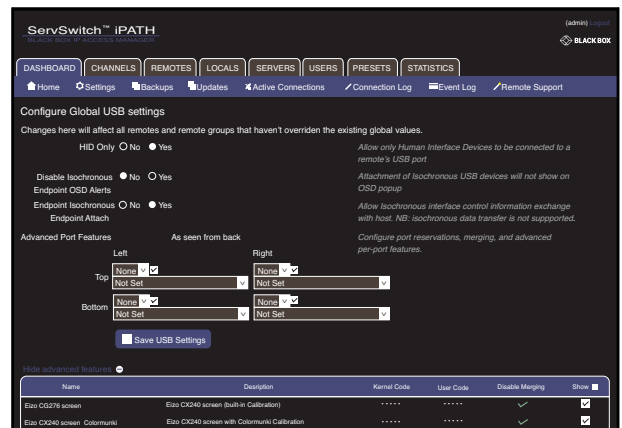 (admin) Logout
ServSwitch™ iPATH
BLACK BOX IP ACCESS MANAGER
BLACK BOX
DASHBOARD CHANNELS REMOTES LOCALS SERVERS USERS PRESETS STATISTICS
Home Settings Backups Updates Active Connections Connection Log Event Log Remote Support
Configure Global USB settings
Changes here will affect all remotes and remote groups that haven't overriden the existing global values.
HID Only No Yes
Allow only Human Interface Devices to be connected to a
remote's USB port
Disable Isochronous No Yes
Endpoint OSD Alerts
Attachment of Isochronous USB devices will not show on
OSD popup
Endpoint Isochronous No Yes
Endpoint Attach
Allow Isochronous interface control information exchange
with host. NB: isochronous data transfer is not suppported.
Advanced Port Features As seen from back
Configure port reservations, merging, and advanced
per-port features.
Left Right
Top None None
Not Set Not Set
Bottom None None
Not Set Not Set
Save USB Settings
Hide advanced features
Name Desription Kernel Code User Code Disable Merging Show
Eizo CG276 screen Eizo CX240 screen (built-in Calibration) .....  .....
Eizo CX240 screen Colormunki Eizo CX240 screen with Colormunki Calibration ..... .....